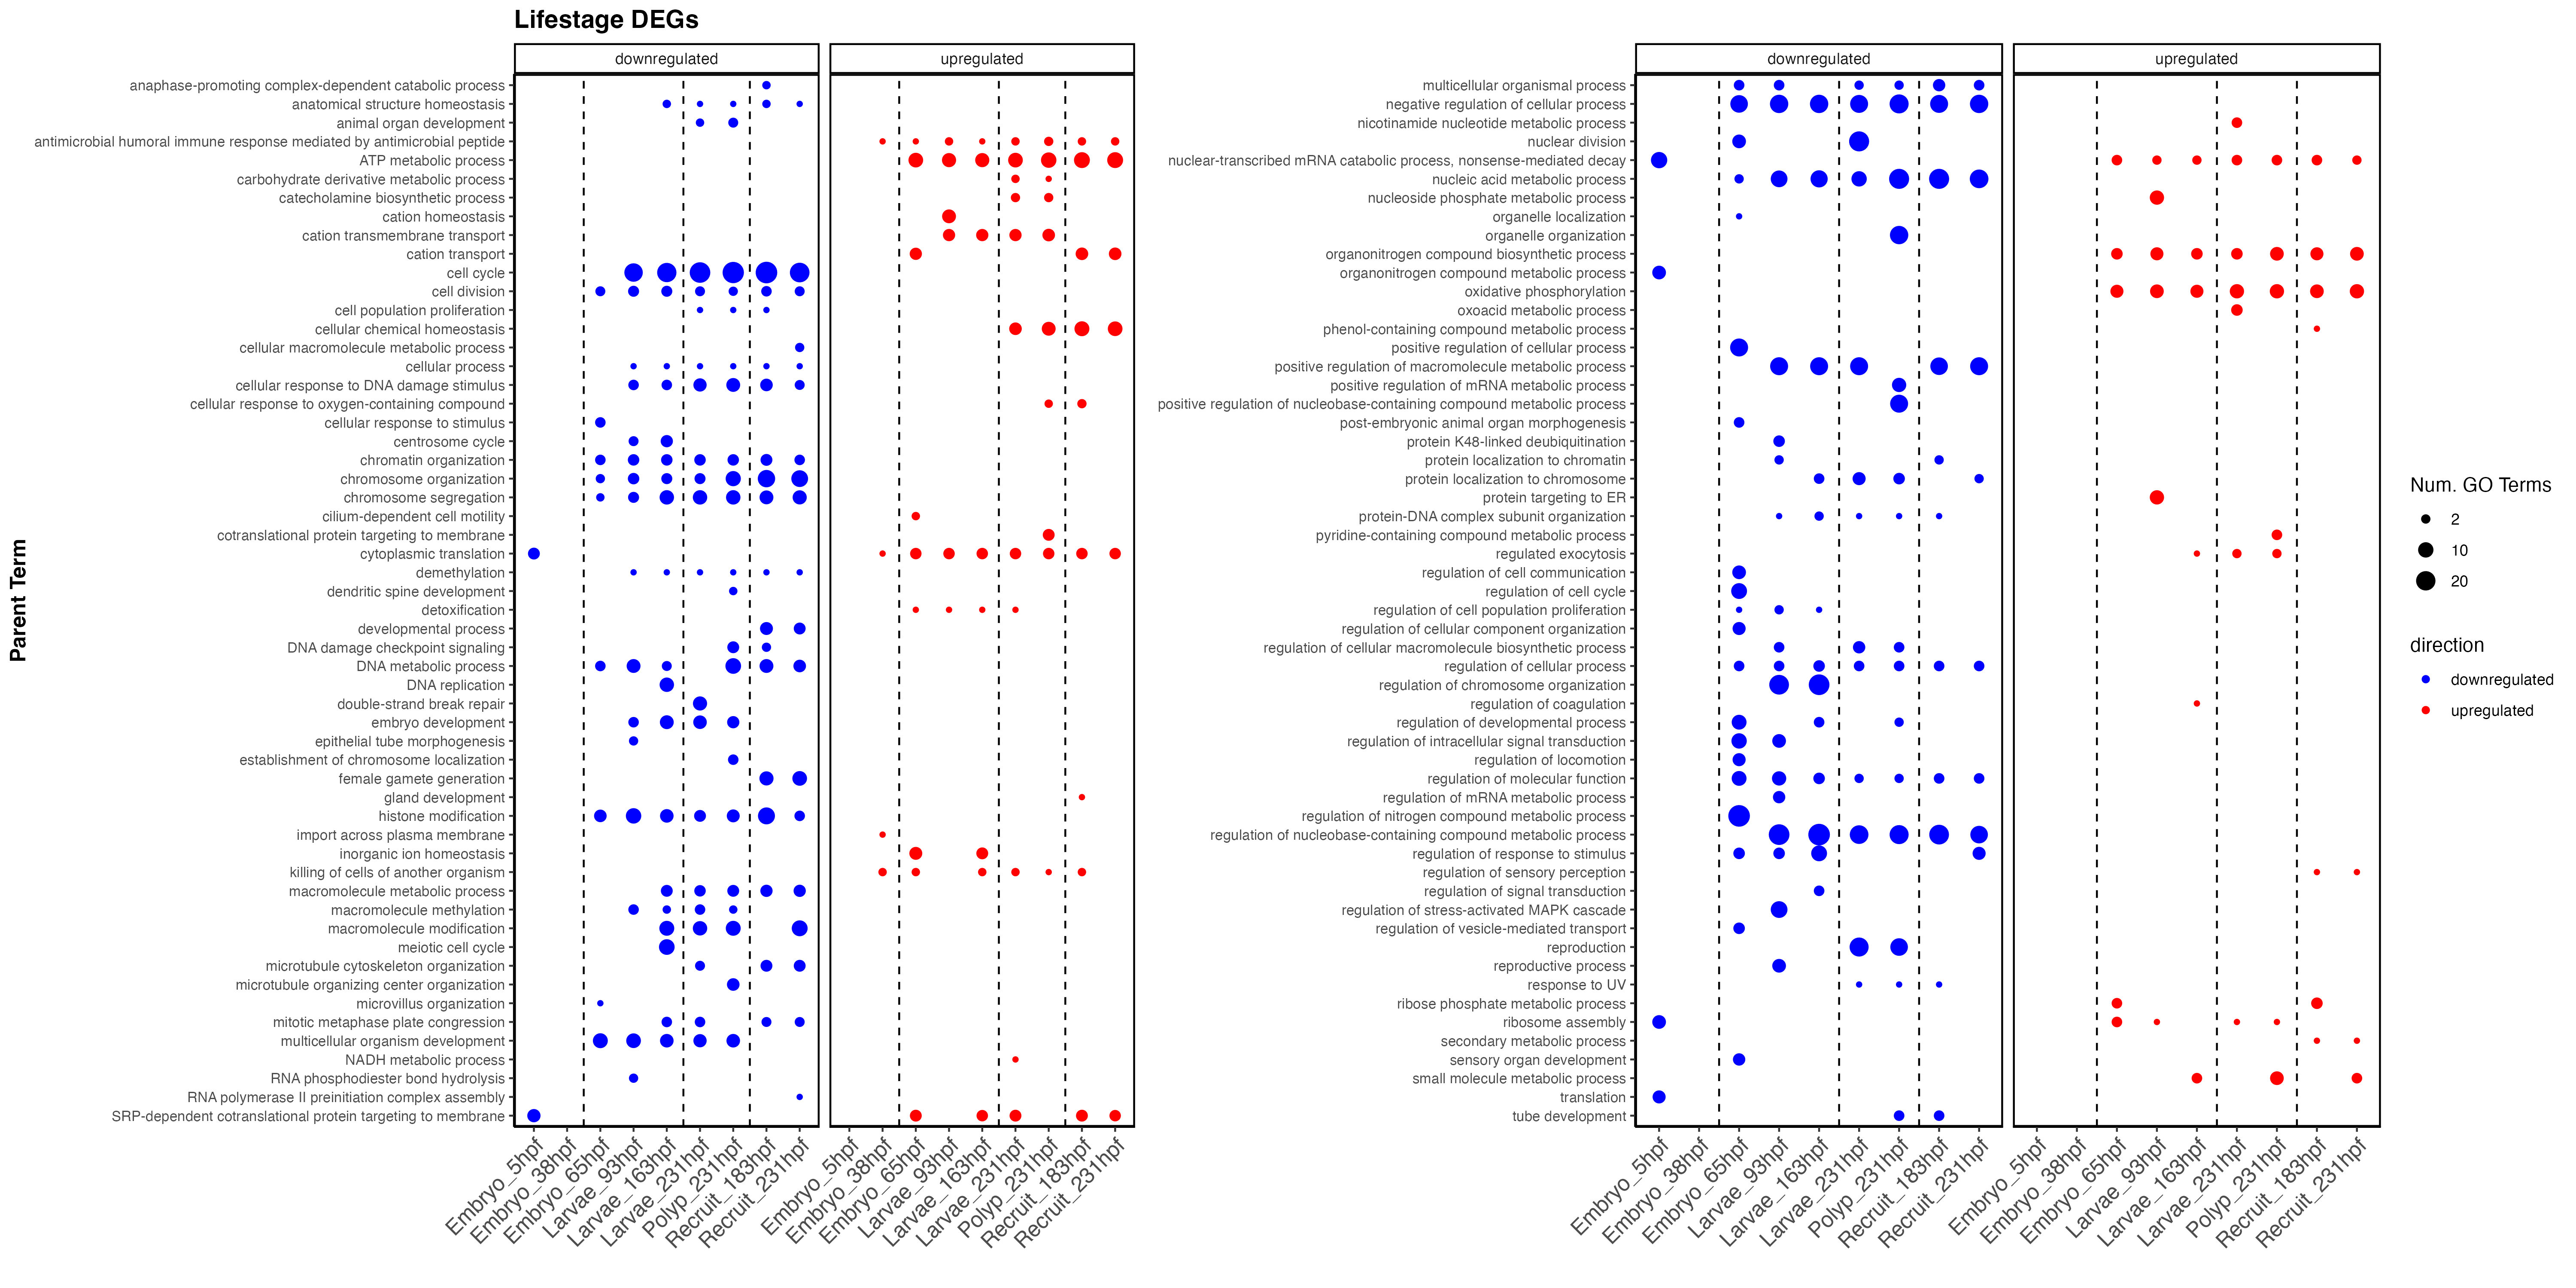 Lifestage DEGs
downregulated
upregulated
anaphase-promoting complex-dependent catabolic process
anatomical structure homeostasis
animal organ development
antimicrobial humoral immune response mediated by antimicrobial peptide
ATP metabolic process
carbohydrate derivative metabolic process
catecholamine biosynthetic process
cation homeostasis
cation transmembrane transport
cation transport
cell cycle
cell division
cell population proliferation
cellular chemical homeostasis
cellular macromolecule metabolic process
cellular process
cellular response to DNA damage stimulus
cellular response to oxygen-containing compound
cellular response to stimulus
centrosome cycle
chromatin organization
chromosome organization
chromosome segregation
cilium-dependent cell motility
cotranslational protein targeting to membrane
cytoplasmic translation
demethylation
dendritic spine development
detoxification
developmental process
DNA damage checkpoint signaling
DNA metabolic process
DNA replication
double-strand break repair
embryo development
epithelial tube morphogenesis
establishment of chromosome localization
female gamete generation
gland development
histone modification
import across plasma membrane
inorganic ion homeostasis
killing of cells of another organism
macromolecule metabolic process
macromolecule methylation
macromolecule modification
meiotic cell cycle
microtubule cytoskeleton organization
microtubule organizing center organization
microvillus organization
mitotic metaphase plate congression
multicellular organism development
NADH metabolic process
RNA phosphodiester bond hydrolysis
RNA polymerase II preinitiation complex assembly
SRP-dependent cotranslational protein targeting to membrane
Parent Term
Embryo_5hpf
Embryo_38hpf
Embryo_65hpf
Larvae_93hpf
Larvae_163hpf
Larvae_231hpf
Polyp_231hpf
Recruit_183hpf
Recruit_231hpf
Embryo_5hpf
Embryo_38hpf
Embryo_65hpf
Larvae_93hpf
Larvae_163hpf
Larvae_231hpf
Polyp_231hpf
Recruit_183hpf
Recruit_231hpf
downregulated
upregulated
multicellular organismal process
negative regulation of cellular process
nicotinamide nucleotide metabolic process
nuclear division
nuclear-transcribed mRNA catabolic process, nonsense-mediated decay
nucleic acid metabolic process
nucleoside phosphate metabolic process
organelle localization
organelle organization
organonitrogen compound biosynthetic process
organonitrogen compound metabolic process
oxidative phosphorylation
oxoacid metabolic process
phenol-containing compound metabolic process
positive regulation of cellular process
positive regulation of macromolecule metabolic process
positive regulation of mRNA metabolic process
positive regulation of nucleobase-containing compound metabolic process
post-embryonic animal organ morphogenesis
protein K48-linked deubiquitination
protein localization to chromatin
protein localization to chromosome
protein targeting to ER
protein-DNA complex subunit organization
pyridine-containing compound metabolic process
regulated exocytosis
regulation of cell communication
regulation of cell cycle
regulation of cell population proliferation
regulation of cellular component organization
regulation of cellular macromolecule biosynthetic process
regulation of cellular process
regulation of chromosome organization
regulation of coagulation
regulation of developmental process
regulation of intracellular signal transduction
regulation of locomotion
regulation of molecular function
regulation of mRNA metabolic process
regulation of nitrogen compound metabolic process
regulation of nucleobase-containing compound metabolic process
regulation of response to stimulus
regulation of sensory perception
regulation of signal transduction
regulation of stress-activated MAPK cascade
regulation of vesicle-mediated transport
reproduction
reproductive process
response to UV
ribose phosphate metabolic process
ribosome assembly
secondary metabolic process
sensory organ development
small molecule metabolic process
translation
tube development
Embryo_5hpf
Embryo_38hpf
Embryo_65hpf
Larvae_93hpf
Larvae_163hpf
Larvae_231hpf
Polyp_231hpf
Recruit_183hpf
Recruit_231hpf
Embryo_5hpf
Embryo_38hpf
Embryo_65hpf
Larvae_93hpf
Larvae_163hpf
Larvae_231hpf
Polyp_231hpf
Recruit_183hpf
Recruit_231hpf
Num. GO Terms
2
10
20
direction
downregulated
upregulated